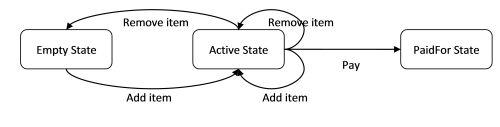 Remove item
Remove item
Empty State
Active State
PaidFor State
Pay
Add item
Add item